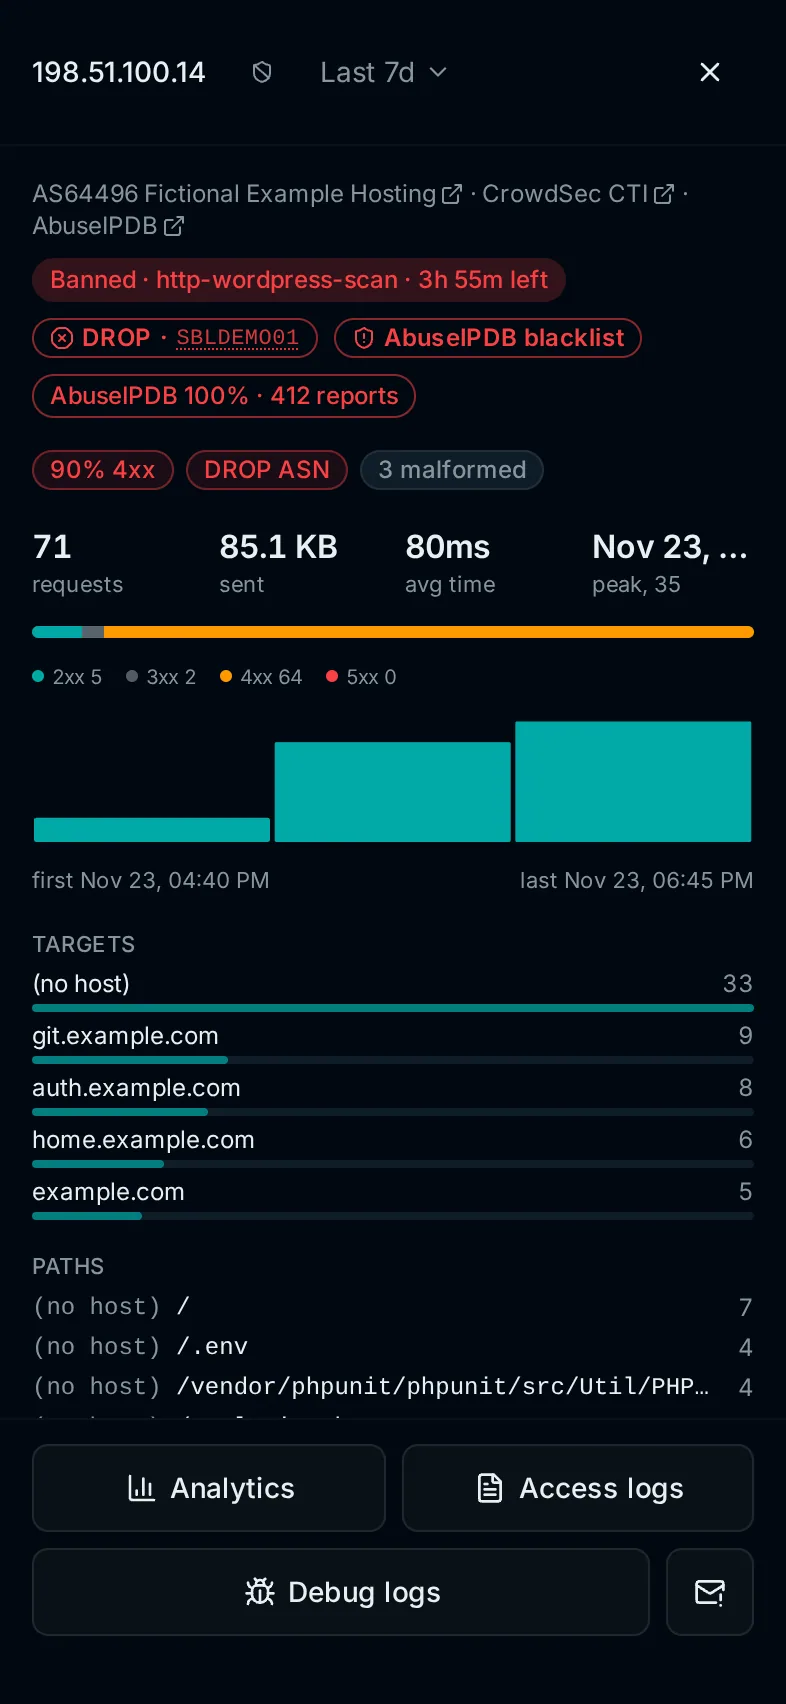 198.51.100.14 Last 7d
AS64496 Fictional Example Hosting · CrowdSec CTI ·
AbuseIPDB
Banned · http-wordpress-scan · 3h 55m left
DROP · SBLDEMO01 AbuseIPDB blacklist
AbuseIPDB 100% · 412 reports
90% 4xx DROP ASN 3 malformed
71 85.1 KB 80ms Nov 23, …
requests sent avg time peak, 35
2xx 5 3xx 2 4xx 64 5xx 0
first Nov 23, 04:40 PM last Nov 23, 06:45 PM
TARGETS
(no host) 33
git.example.com 9
auth.example.com 8
home.example.com 6
example.com 5
PATHS
(no host) / 7
(no host) /.env 4
(no host) /vendor/phpunit/phpunit/src/Util/PHP… 4
Analytics Access logs
Debug logs